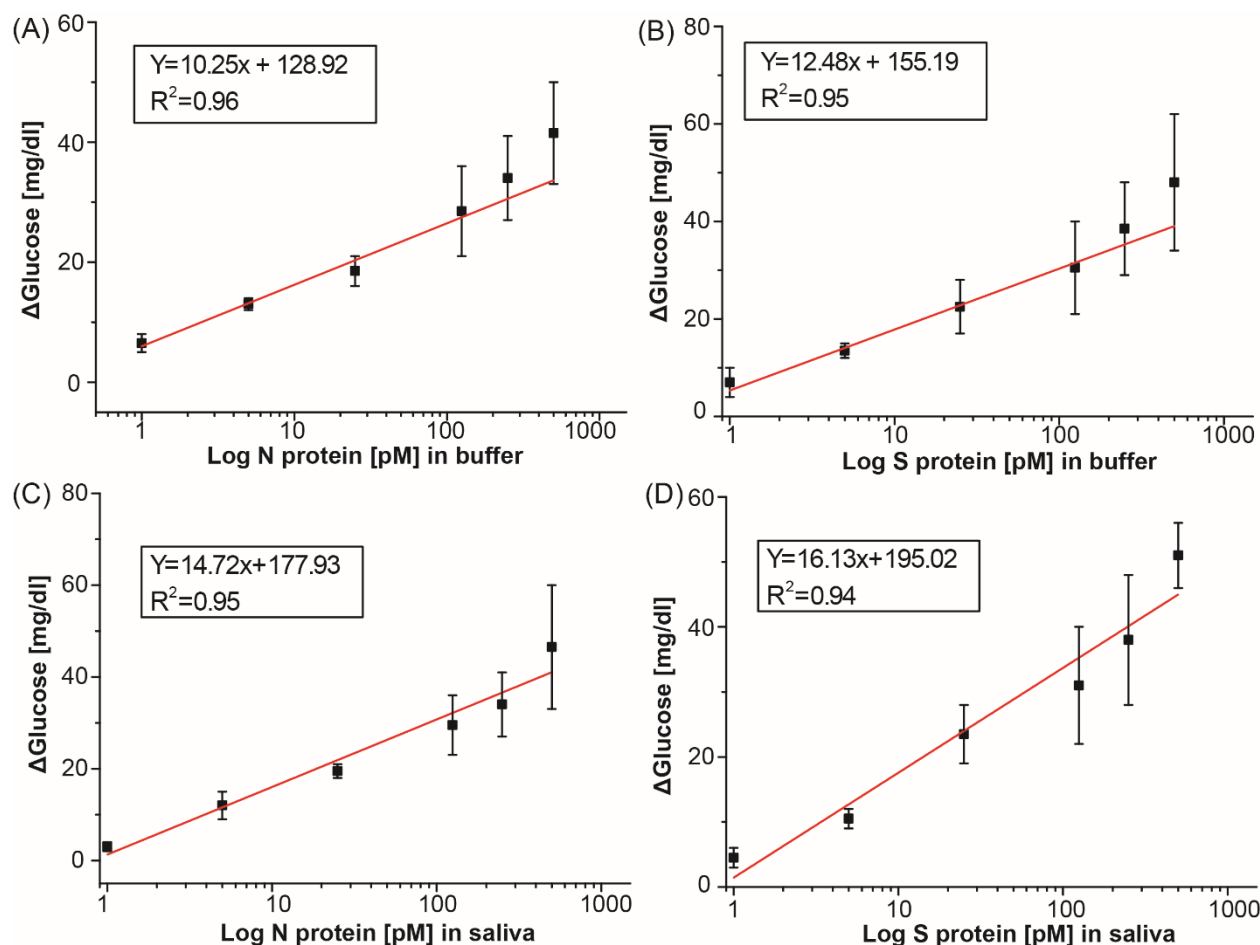 (A)
60
40
20
0
ΔGlucose [mg/dl]
Y=10.25x + 128.92
R²=0.96
1
10
100
1000
Log N protein [pM] in buffer
(B)
80
60
40
20
0
ΔGlucose [mg/dl]
Y=12.48x + 155.19
R²=0.95
1
10
100
1000
Log S protein [pM] in buffer
(C)
80
60
40
20
0
ΔGlucose [mg/dl]
Y=14.72x+177.93
R²=0.95
1
10
100
1000
Log N protein [pM] in saliva
(D)
60
40
20
0
ΔGlucose [mg/dl]
Y=16.13x+195.02
R²=0.94
1
10
100
1000
Log S protein [pM] in saliva